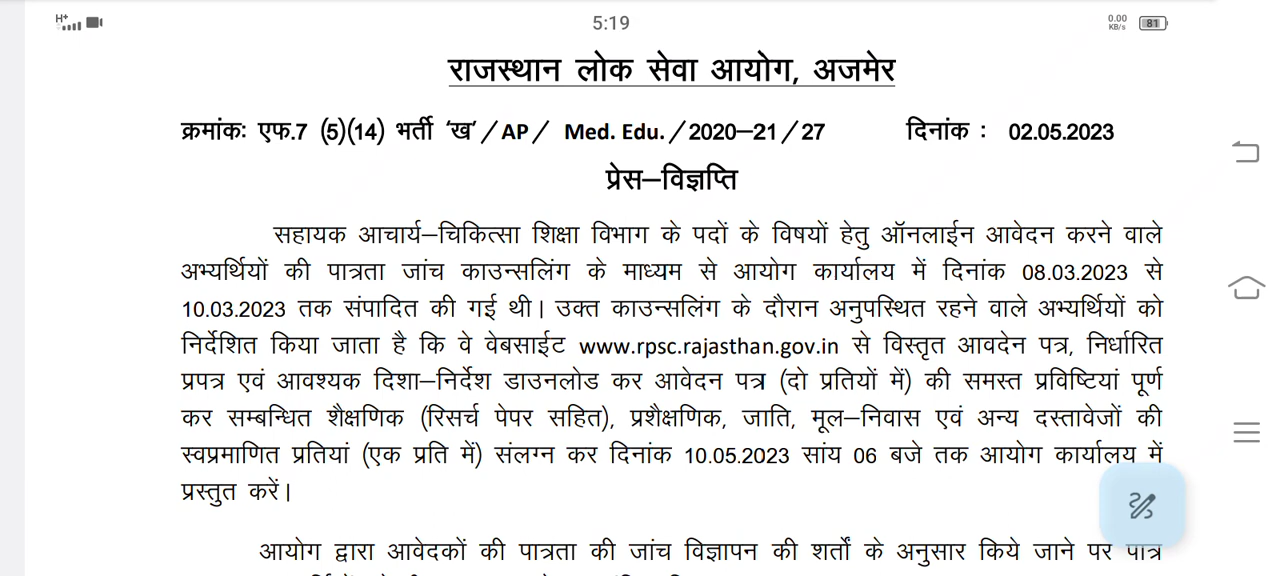 H+
5:19
0.00
KB/s
81
राजस्थान लोक सेवा आयोग, अजमेर
क्रमांकः एफ.7 (5)(14) भर्ती ‘ख’ / AP / Med. Edu. / 2020–21 / 27 दिनांक : 02.05.2023
प्रेस–विज्ञप्ति
सहायक आचार्य–चिकित्सा शिक्षा विभाग के पदों के विषयों हेतु ऑनलाईन आवेदन करने वाले
अभ्यर्थियों की पात्रता जांच काउन्सलिंग के माध्यम से आयोग कार्यालय में दिनांक 08.03.2023 से
10.03.2023 तक संपादित की गई थी। उक्त काउन्सलिंग के दौरान अनुपस्थित रहने वाले अभ्यर्थियों को
निर्देशित किया जाता है कि वे वेबसाईट www.rpsc.rajasthan.gov.in से विस्तृत आवदेन पत्र, निर्धारित
प्रपत्र एवं आवश्यक दिशा–निर्देश डाउनलोड कर आवेदन पत्र (दो प्रतियों में) की समस्त प्रविष्टियां पूर्ण
कर सम्बन्धित शैक्षणिक (रिसर्च पेपर सहित), प्रशैक्षणिक, जाति, मूल–निवास एवं अन्य दस्तावेजों की
स्वप्रमाणित प्रतियां (एक प्रति में) संलग्न कर दिनांक 10.05.2023 सांय 06 बजे तक आयोग कार्यालय में
प्रस्तुत करें।
आयोग द्वारा आवेदकों की पात्रता की जांच विज्ञापन की शर्तों के अनुसार किये जाने पर पात्र